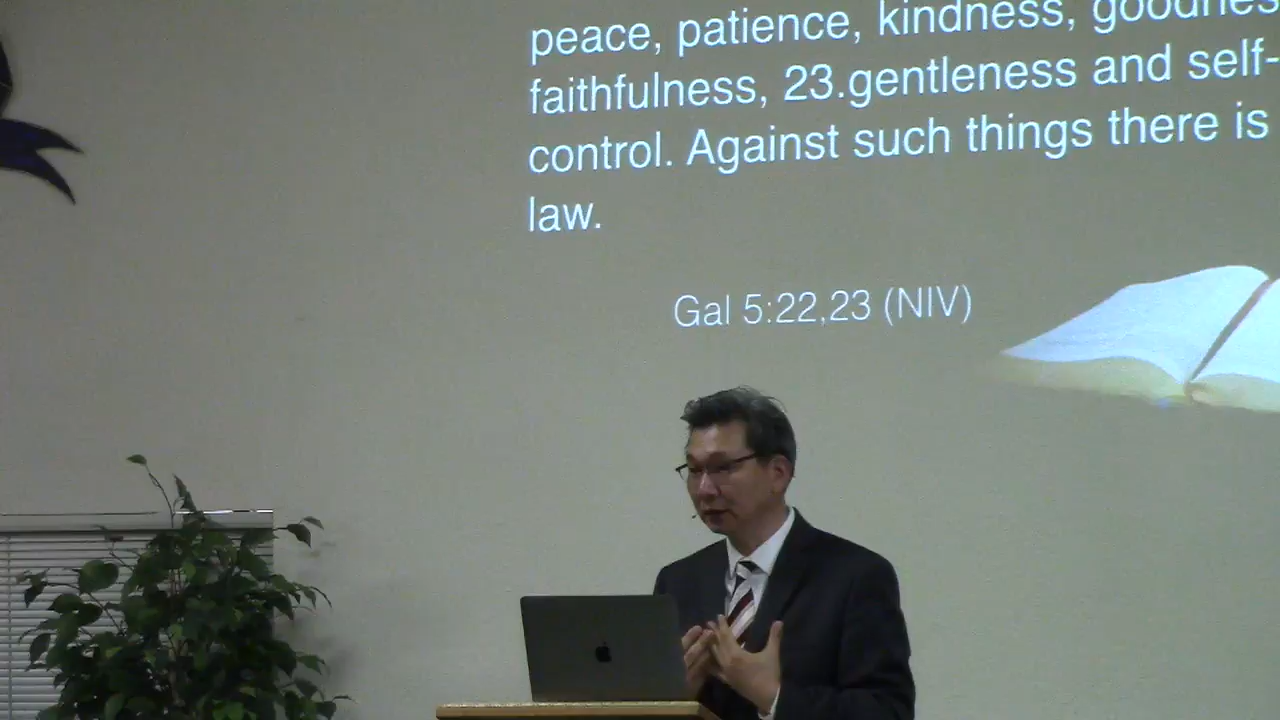 peace, patience, kindness, goodnes
faithfulness, 23.gentleness and self-
control. Against such things there is
law.
Gal 5:22,23 (NIV)